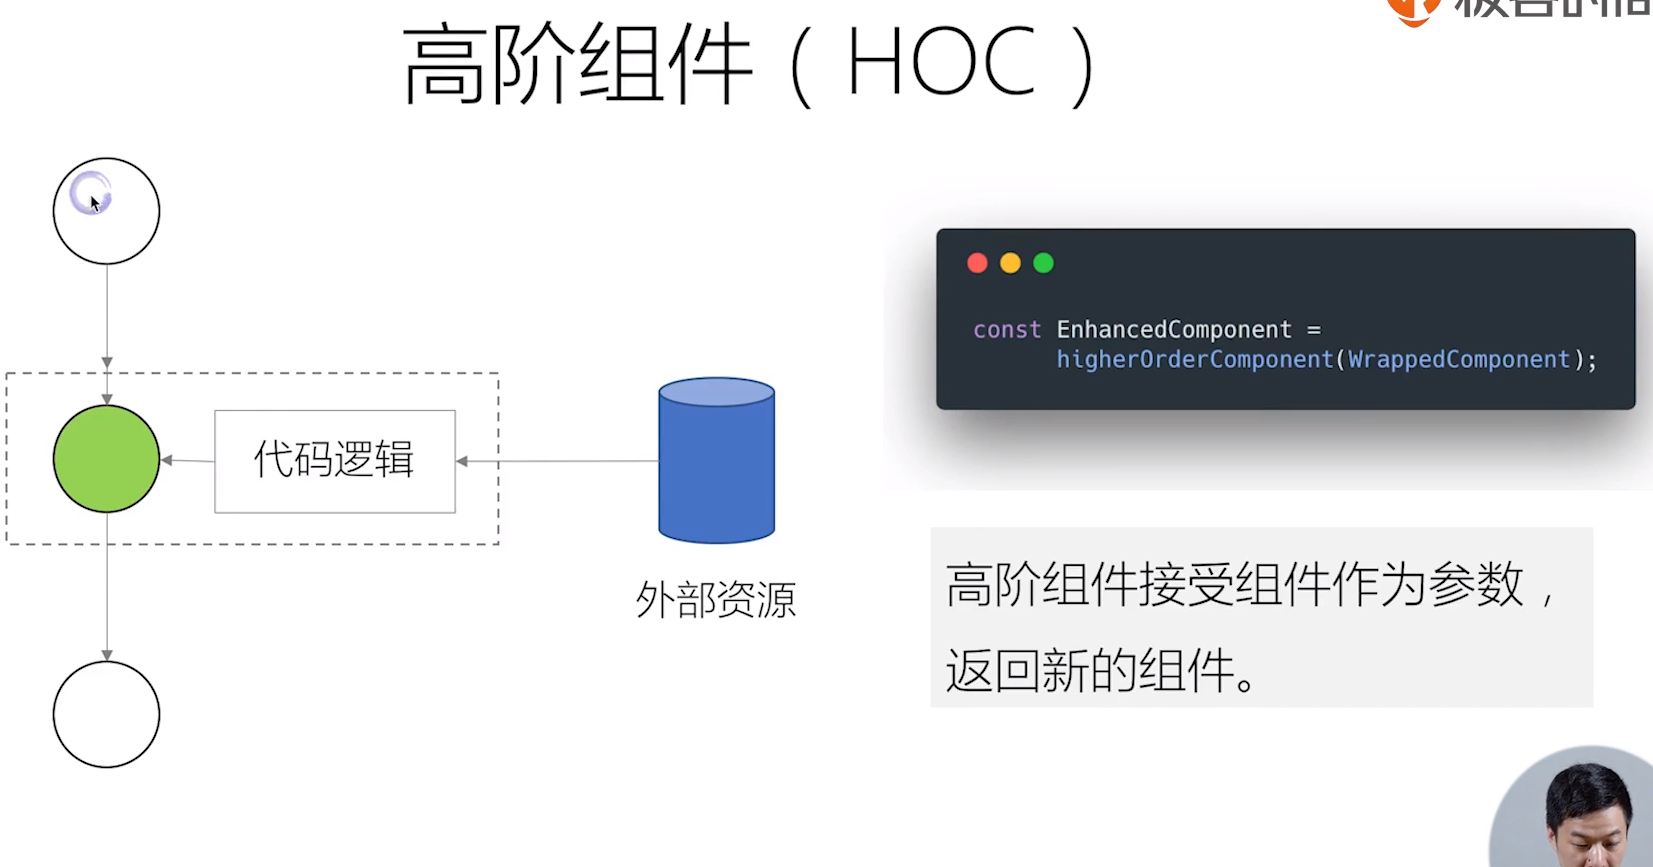 高阶组件（HOC）
const EnhancedComponent =
higherOrderComponent(WrappedComponent);
代码逻辑
外部资源
高阶组件接受组件作为参数，
返回新的组件。